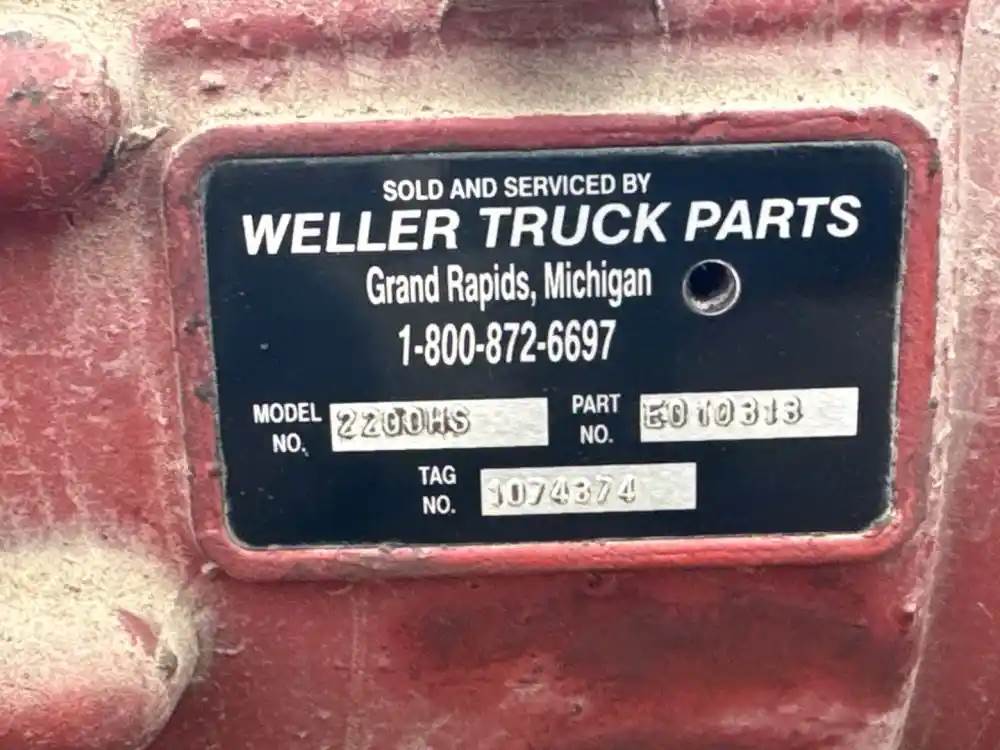 SOLD AND SERVICED BY
WELLER TRUCK PARTS
Grand Rapids, Michigan
1-800-872-6697
MODEL NO. 2200HS PART NO. E010313
TAG NO. 1074374